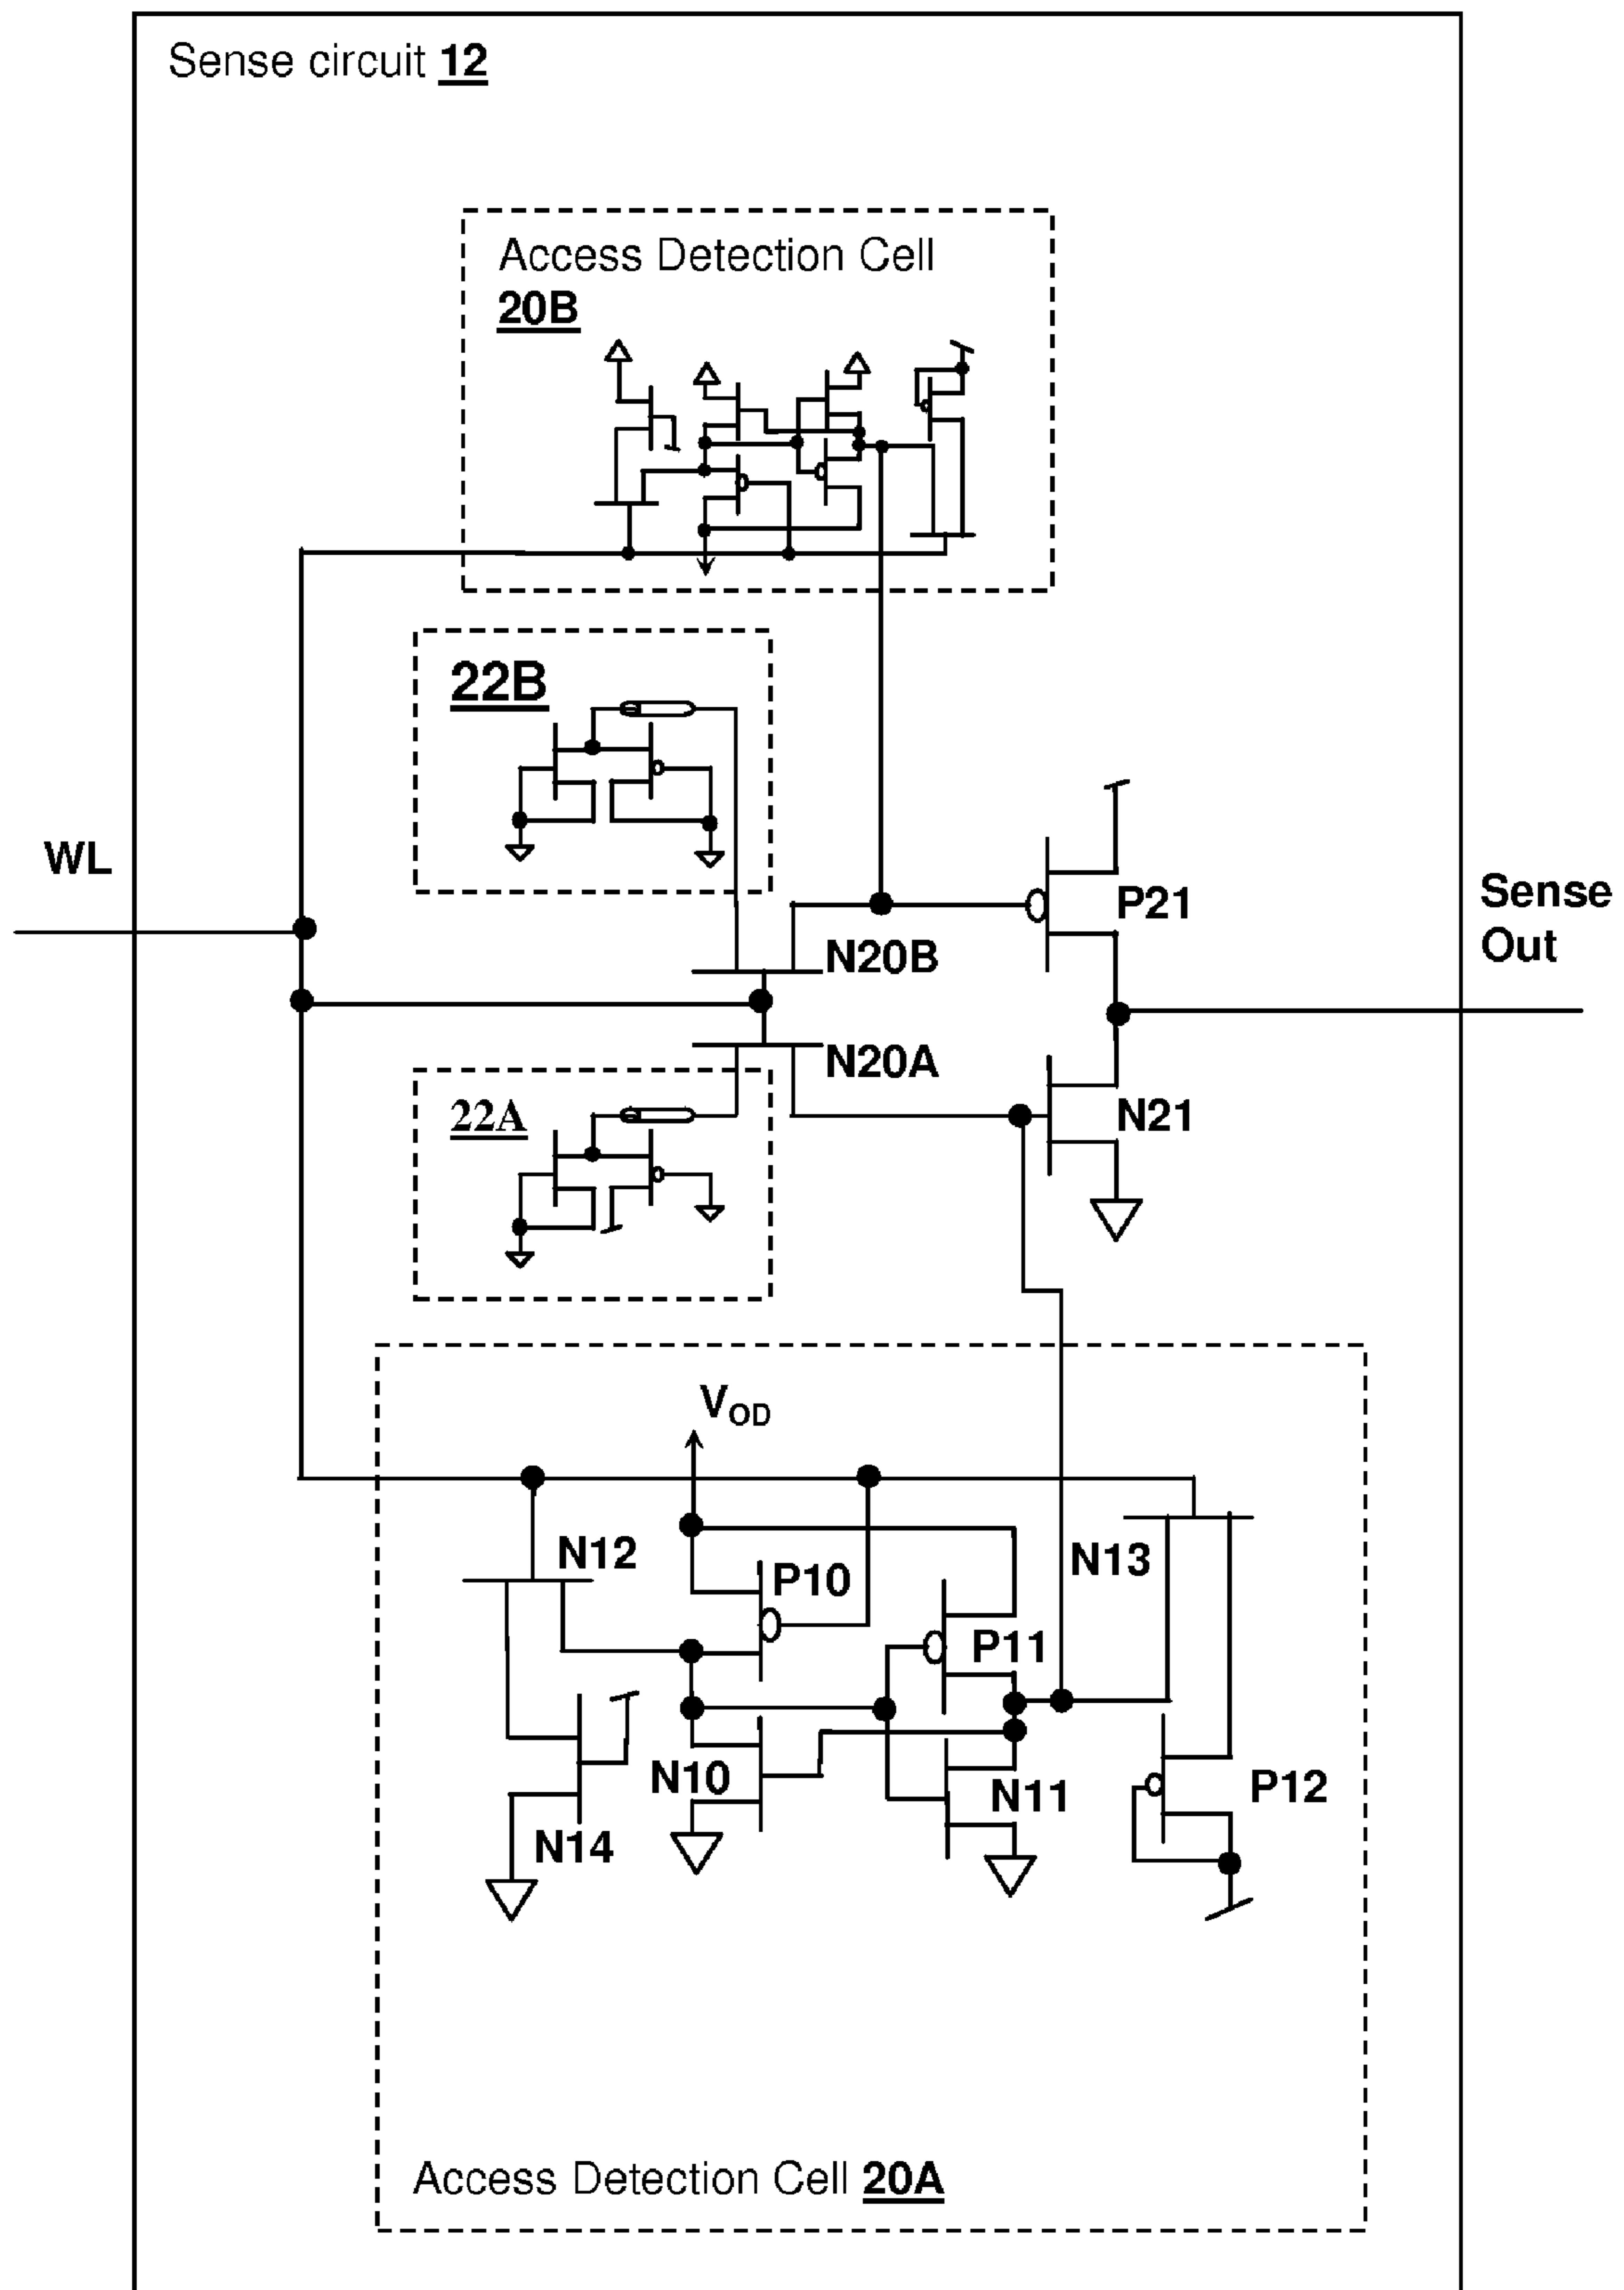 Sense circuit 12
Access Detection Cell
20B
22B
WL
P21
Sense
Out
N20B
N20A
22A
N21
VOD
N12
P10
N13
P11
N10
N11
P12
N14
Access Detection Cell 20A